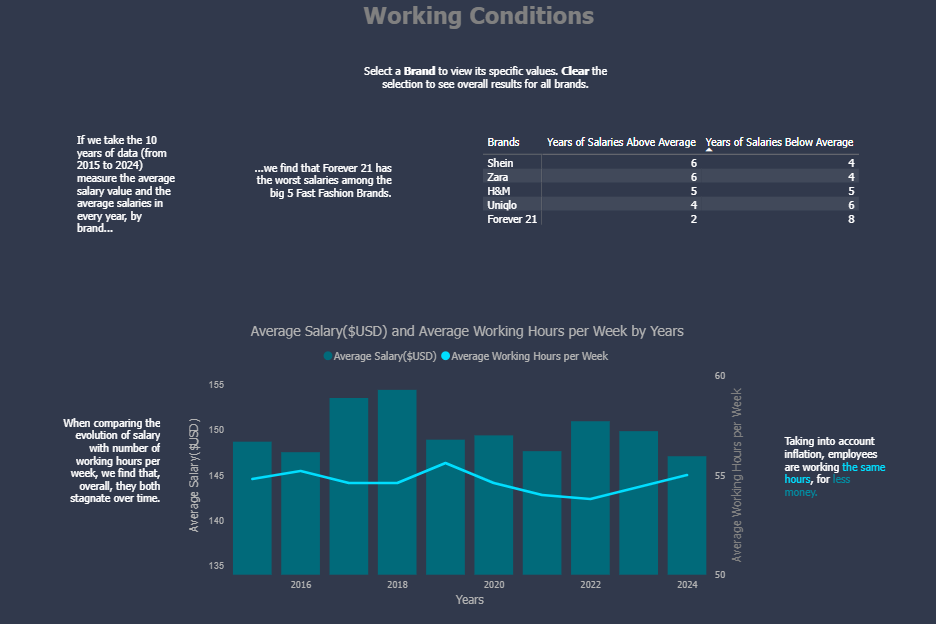 Working Conditions
Select a Brand to view its specific values. Clear the
selection to see overall results for all brands.
If we take the 10
years of data (from
2015 to 2024)
measure the average
salary value and the
average salaries in
every year, by
brand...
...we find that Forever 21 has
the worst salaries among the
big 5 Fast Fashion Brands.
Brands Years of Salaries Above Average Years of Salaries Below Average
Shein 6 4
Zara 6 4
H&M 5 5
Uniqlo 4 6
Forever 21 2 8
When comparing the
evolution of salary
with number of
working hours per
week, we find that,
overall, they both
stagnate over time.
Average Salary($USD) and Average Working Hours per Week by Years
Average Salary($USD) Average Working Hours per Week
Average Salary($USD)
155
150
145
140
135
2016 2018 2020 2022 2024
Years
60
55
50
Average Working Hours per Week
Taking into account
inflation, employees
are working the same
hours, for less
money.